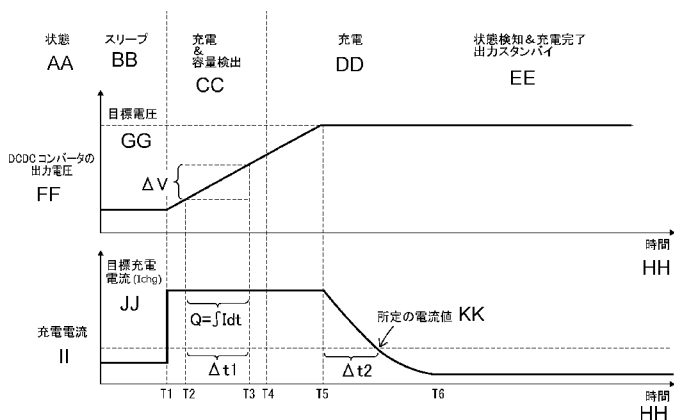 状態
AA
スリープ
BB
充電
&
容量検出
CC
充電
DD
状態検知&充電完了
出力スタンバイ
EE
目標電圧
GG
DCDCコンバータの
出力電圧
FF
ΔV
時間
HH
目標充電
電流(Ichg)
JJ
充電電流
II
Q=∫Idt
Δt1
Δt2
所定の電流値 KK
T1 T2 T3 T4 T5 T6
時間
HH